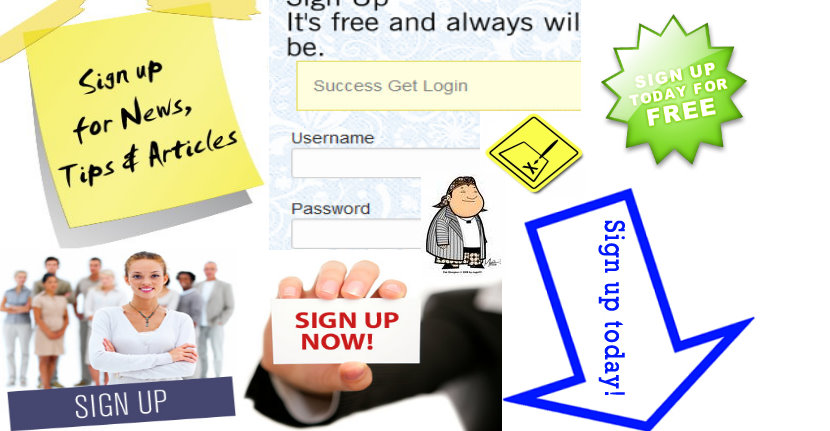 Sign up
for News,
Tips & Articles
Sign Up
It's free and always wil
be.
Success Get Login
Username
Password
SIGN UP
TODAY FOR
FREE
SIGN UP
SIGN UP
NOW!
Sign up today!